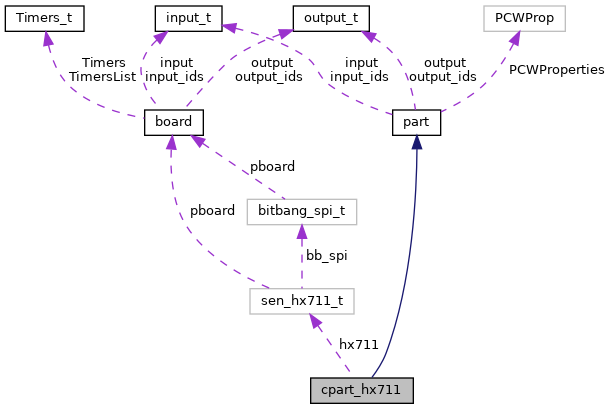 Timers_t
input_t
output_t
PCWProp
Timers
TimersList
input
input_ids
output
output_ids
input
input_ids
output
output_ids
PCWProperties
board
part
pboard
pboard
bitbang_spi_t
bb_spi
sen_hx711_t
hx711
cpart_hx711